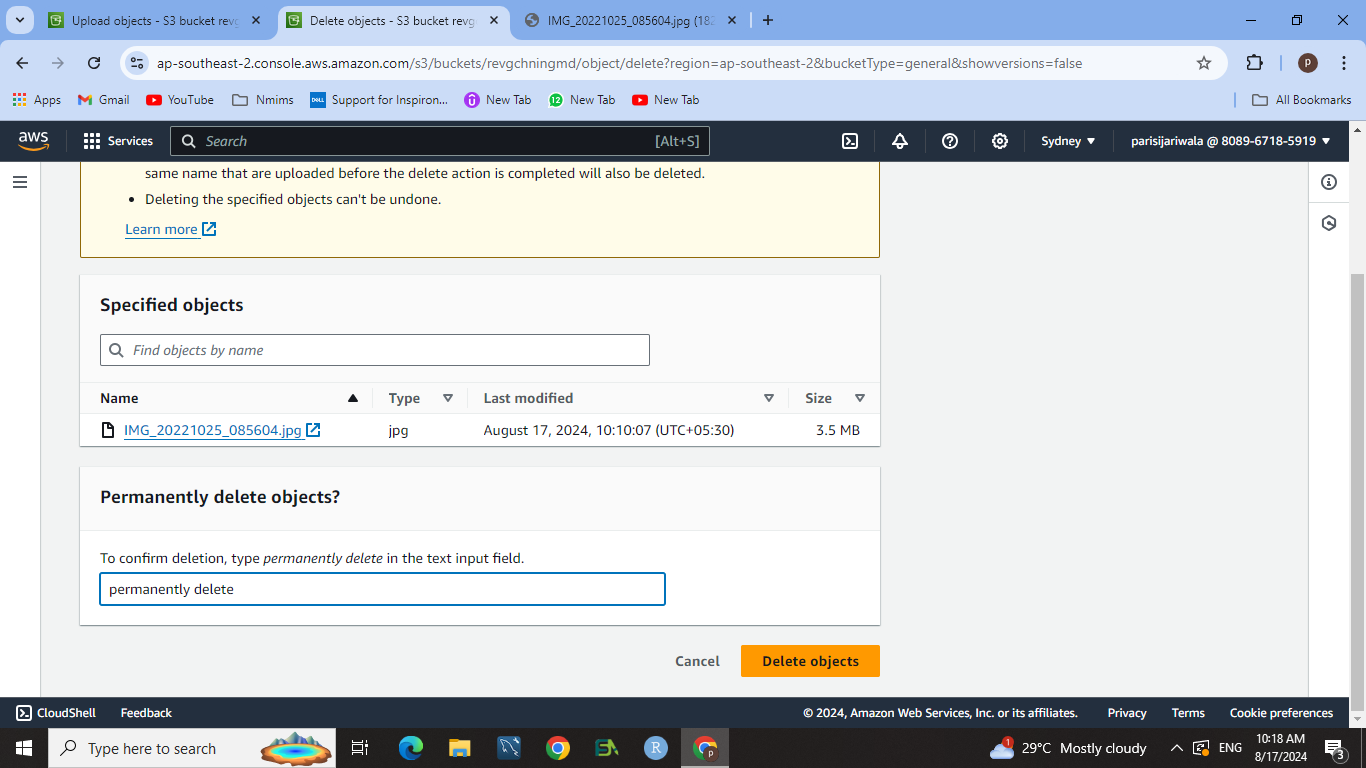 Upload objects - S3 bucket revg
Delete objects - S3 bucket revg
IMG_20221025_085604.jpg (182
ap-southeast-2.console.aws.amazon.com/s3/buckets/revgchningmd/object/delete?region=ap-southeast-2&bucketType=general&showversions=false
p
Apps
Gmail
YouTube
Nmims
DELL
Support for Inspiron...
New Tab
12
New Tab
New Tab
All Bookmarks
aws
Services
Search
[Alt+S]
Sydney
parisijariwala @ 8089-6718-5919
same name that are uploaded before the delete action is completed will also be deleted.
• Deleting the specified objects can't be undone.
Learn more
Specified objects
Find objects by name
Name Type Last modified Size
IMG_20221025_085604.jpg jpg August 17, 2024, 10:10:07 (UTC+05:30) 3.5 MB
Permanently delete objects?
To confirm deletion, type permanently delete in the text input field.
permanently delete
Cancel
Delete objects
CloudShell
Feedback
© 2024, Amazon Web Services, Inc. or its affiliates.
Privacy
Terms
Cookie preferences
Type here to search
R
p
1
29°C Mostly cloudy
ENG
10:18 AM
8/17/2024
3